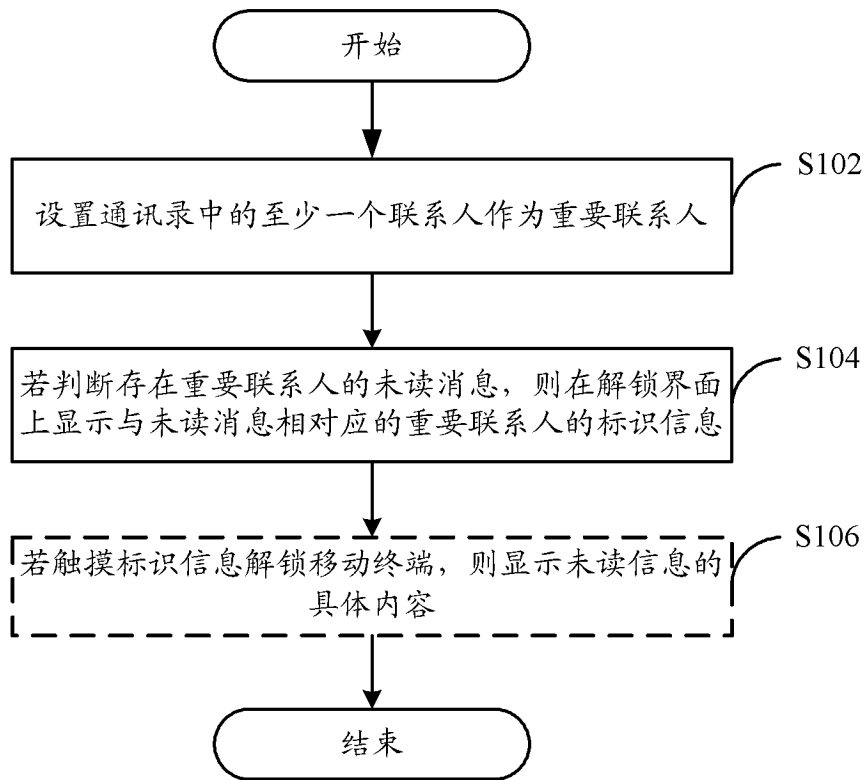 开始
S102
设置通讯录中的至少一个联系人作为重要联系人
S104
若判断存在重要联系人的未读消息，则在解锁界面
上显示与未读消息相对应的重要联系人的标识信息
S106
若触摸标识信息解锁移动终端，则显示未读信息的
具体内容
结束